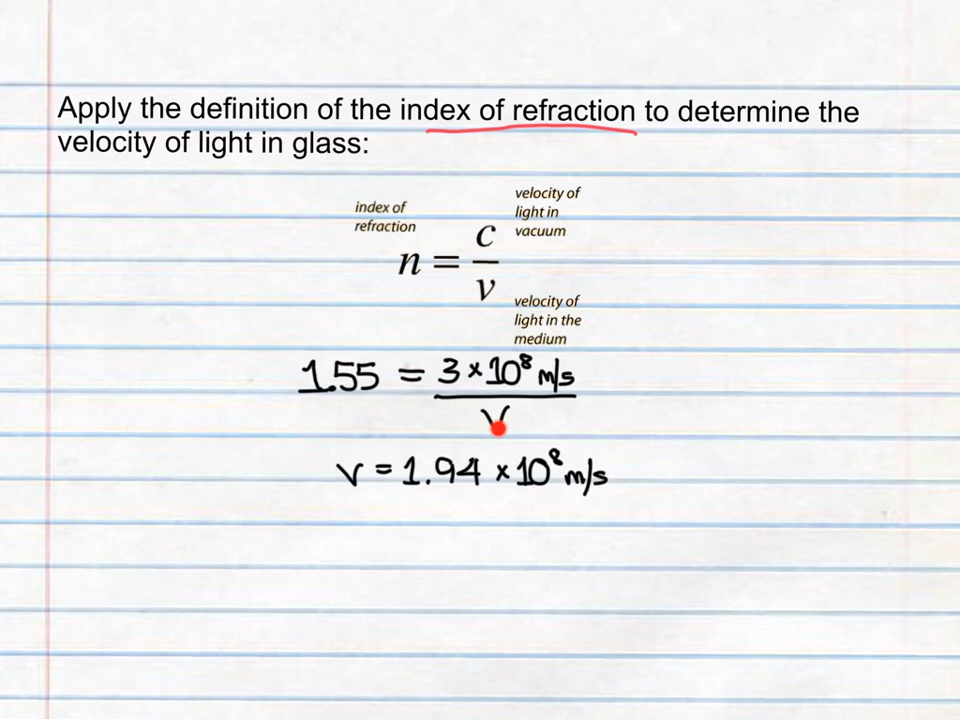 Apply the definition of the index of refraction to determine the
velocity of light in glass:
index of
refraction
velocity of
light in
vacuum
n = c/v
velocity of
light in the
medium
1.55 = 3 × 10⁸ m/s
v
v = 1.94 × 10⁸ m/s